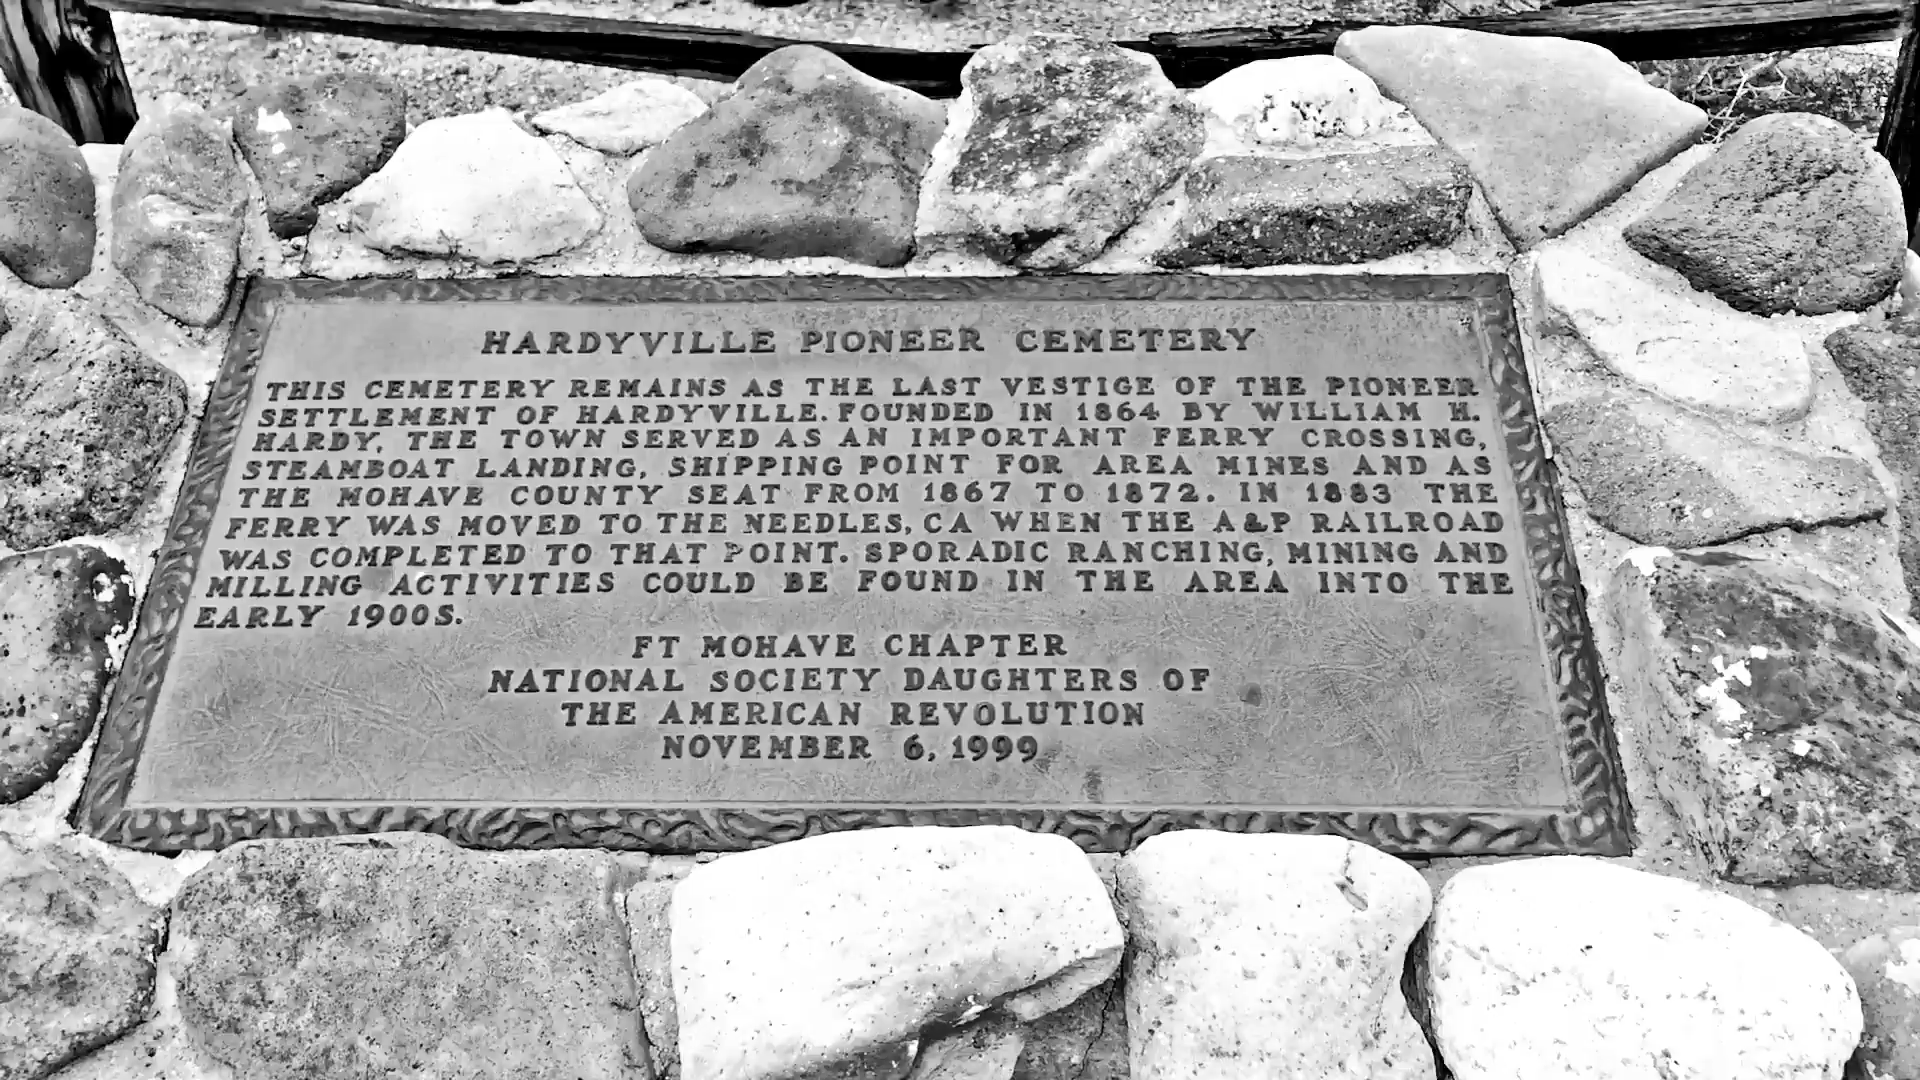 HARDYVILLE PIONEER CEMETERY
THIS CEMETERY REMAINS AS THE LAST VESTIGE OF THE PIONEER
SETTLEMENT OF HARDYVILLE. FOUNDED IN 1864 BY WILLIAM H.
HARDY, THE TOWN SERVED AS AN IMPORTANT FERRY CROSSING,
STEAMBOAT LANDING, SHIPPING POINT FOR AREA MINES AND AS
THE MOHAVE COUNTY SEAT FROM 1867 TO 1872. IN 1883 THE
FERRY WAS MOVED TO THE NEEDLES, CA WHEN THE A&P RAILROAD
WAS COMPLETED TO THAT POINT. SPORADIC RANCHING, MINING AND
MILLING ACTIVITIES COULD BE FOUND IN THE AREA INTO THE
EARLY 1900S.
FT MOHAVE CHAPTER
NATIONAL SOCIETY DAUGHTERS OF
THE AMERICAN REVOLUTION
NOVEMBER 6, 1999